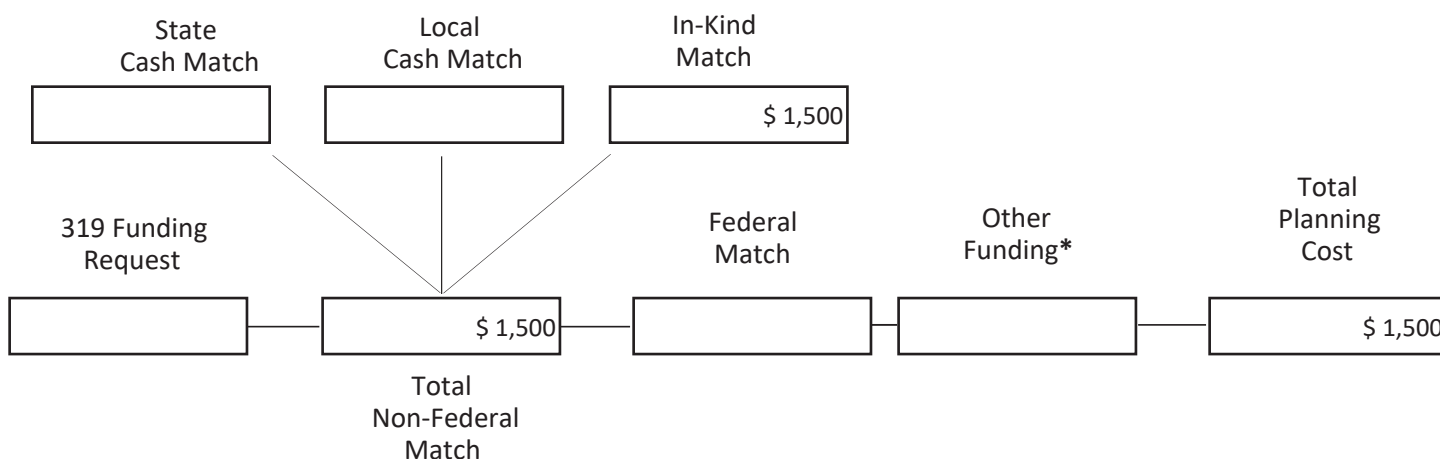 State
Cash Match
Local
Cash Match
In-Kind
Match
$ 1,500
319 Funding
Request
Federal
Match
Other
Funding*
Total
Planning
Cost
$ 1,500
$ 1,500
Total
Non-Federal
Match